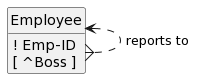 Employee
! Emp-ID
[ ^Boss ]
reports to